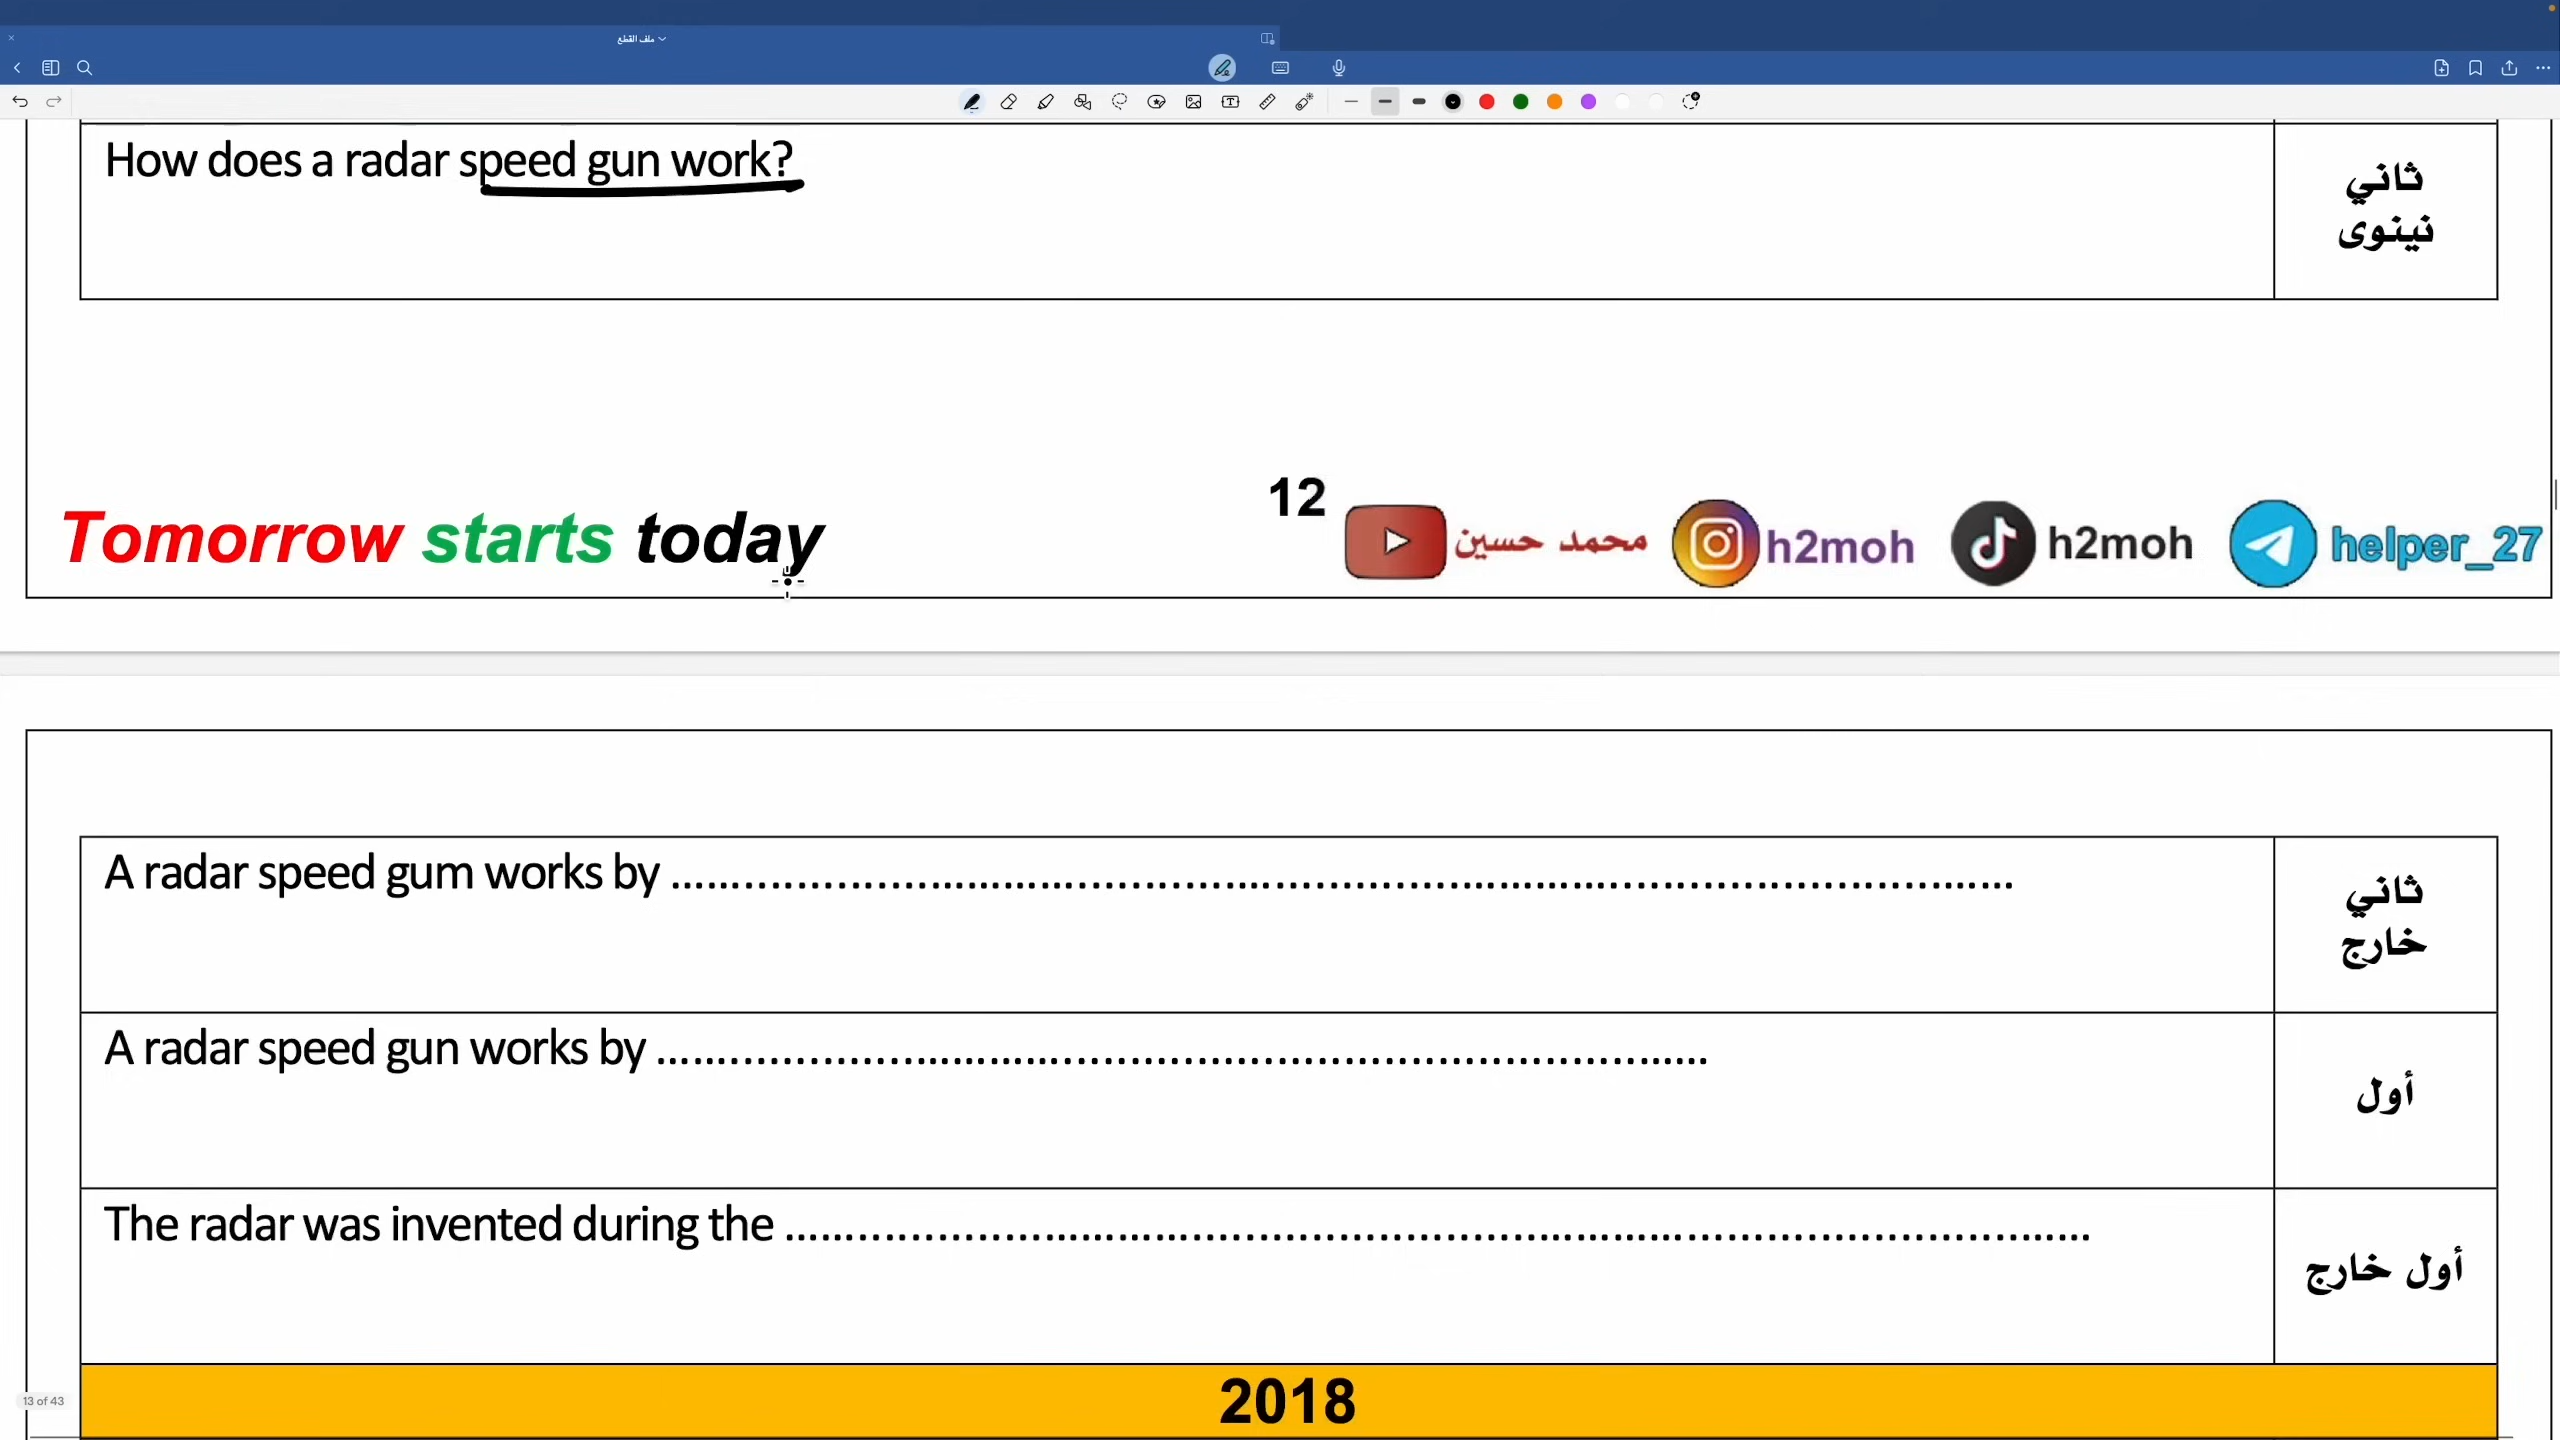 ملف القطع
How does a radar speed gun work?
ثاني
نينوى
Tomorrow starts today
12
محمد حسين
h2moh
h2moh
helper_27
A radar speed gum works by ................................................................................
ثاني
خارج
A radar speed gun works by ................................................................................
أول
The radar was invented during the ................................................................................
أول خارج
2018
13 of 43